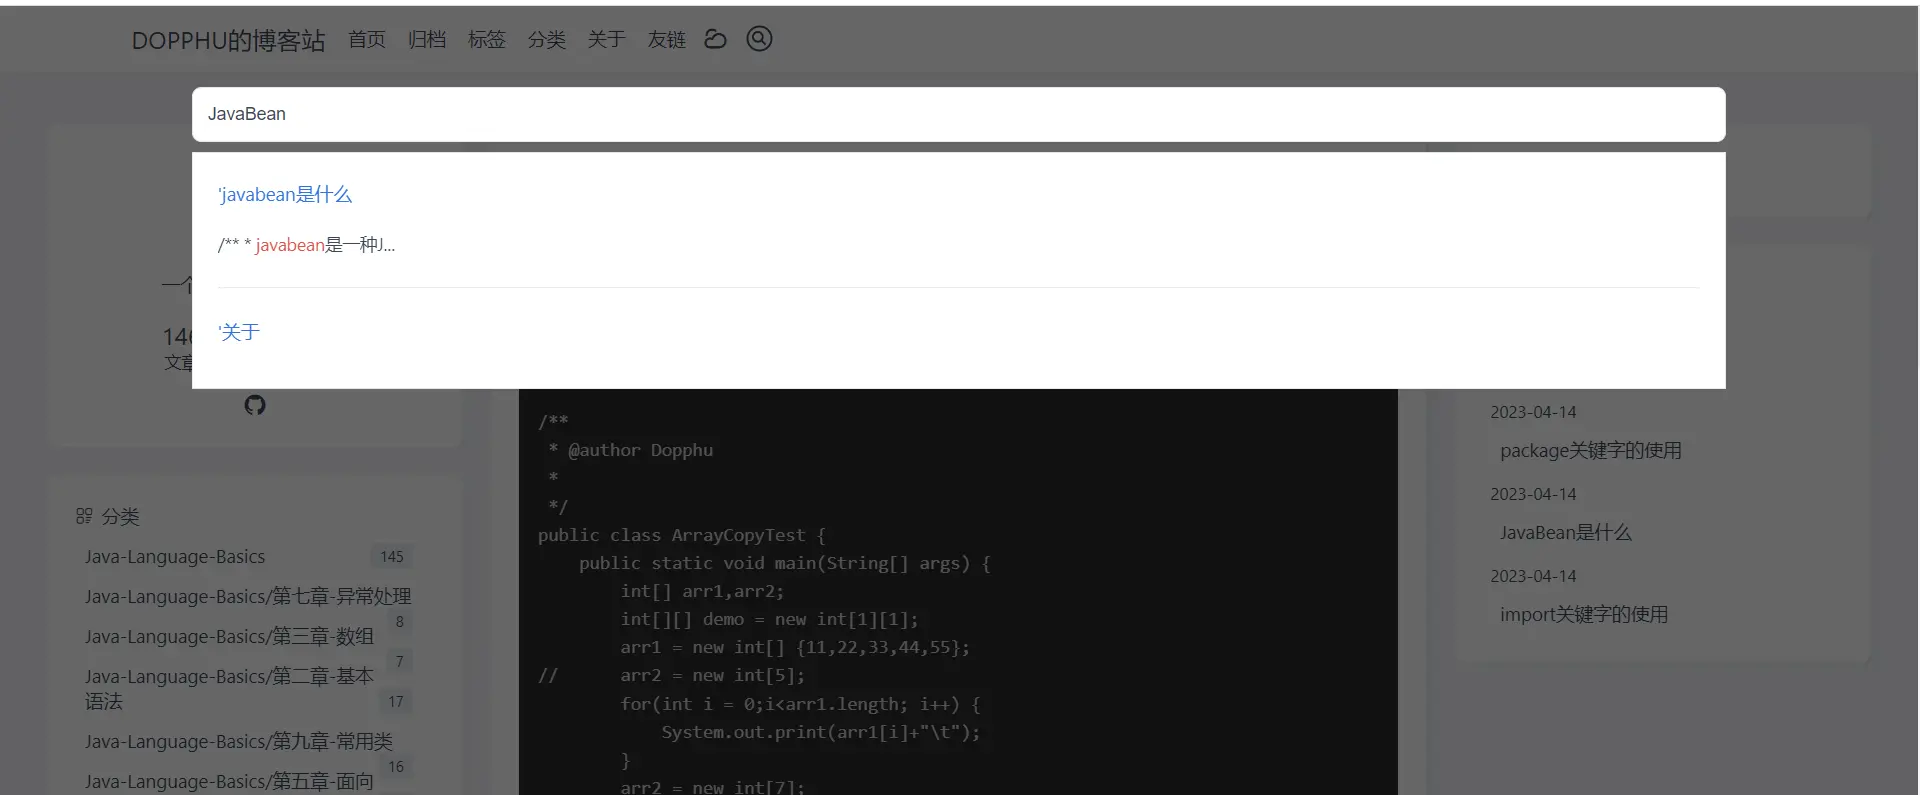 DOPPHU的博客站 首页 归档 标签 分类 关于 友链
JavaBean
'javabean是什么
/** * javabean是一种J...
'关于
一个
146
文章
分类
Java-Language-Basics 145
Java-Language-Basics/第七章-异常处理
8
Java-Language-Basics/第三章-数组
7
Java-Language-Basics/第二章-基本
语法
17
Java-Language-Basics/第九章-常用类
16
Java-Language-Basics/第五章-面向
/**
 * @author Dopphu
 *
 */
public class ArrayCopyTest {
    public static void main(String[] args) {
        int[] arr1,arr2;
        int[][] demo = new int[1][1];
        arr1 = new int[] {11,22,33,44,55};
//      arr2 = new int[5];
        for(int i = 0;i<arr1.length; i++) {
            System.out.print(arr1[i]+"\t");
        }
        arr2 = new int[7];
2023-04-14
package关键字的使用
2023-04-14
JavaBean是什么
2023-04-14
import关键字的使用